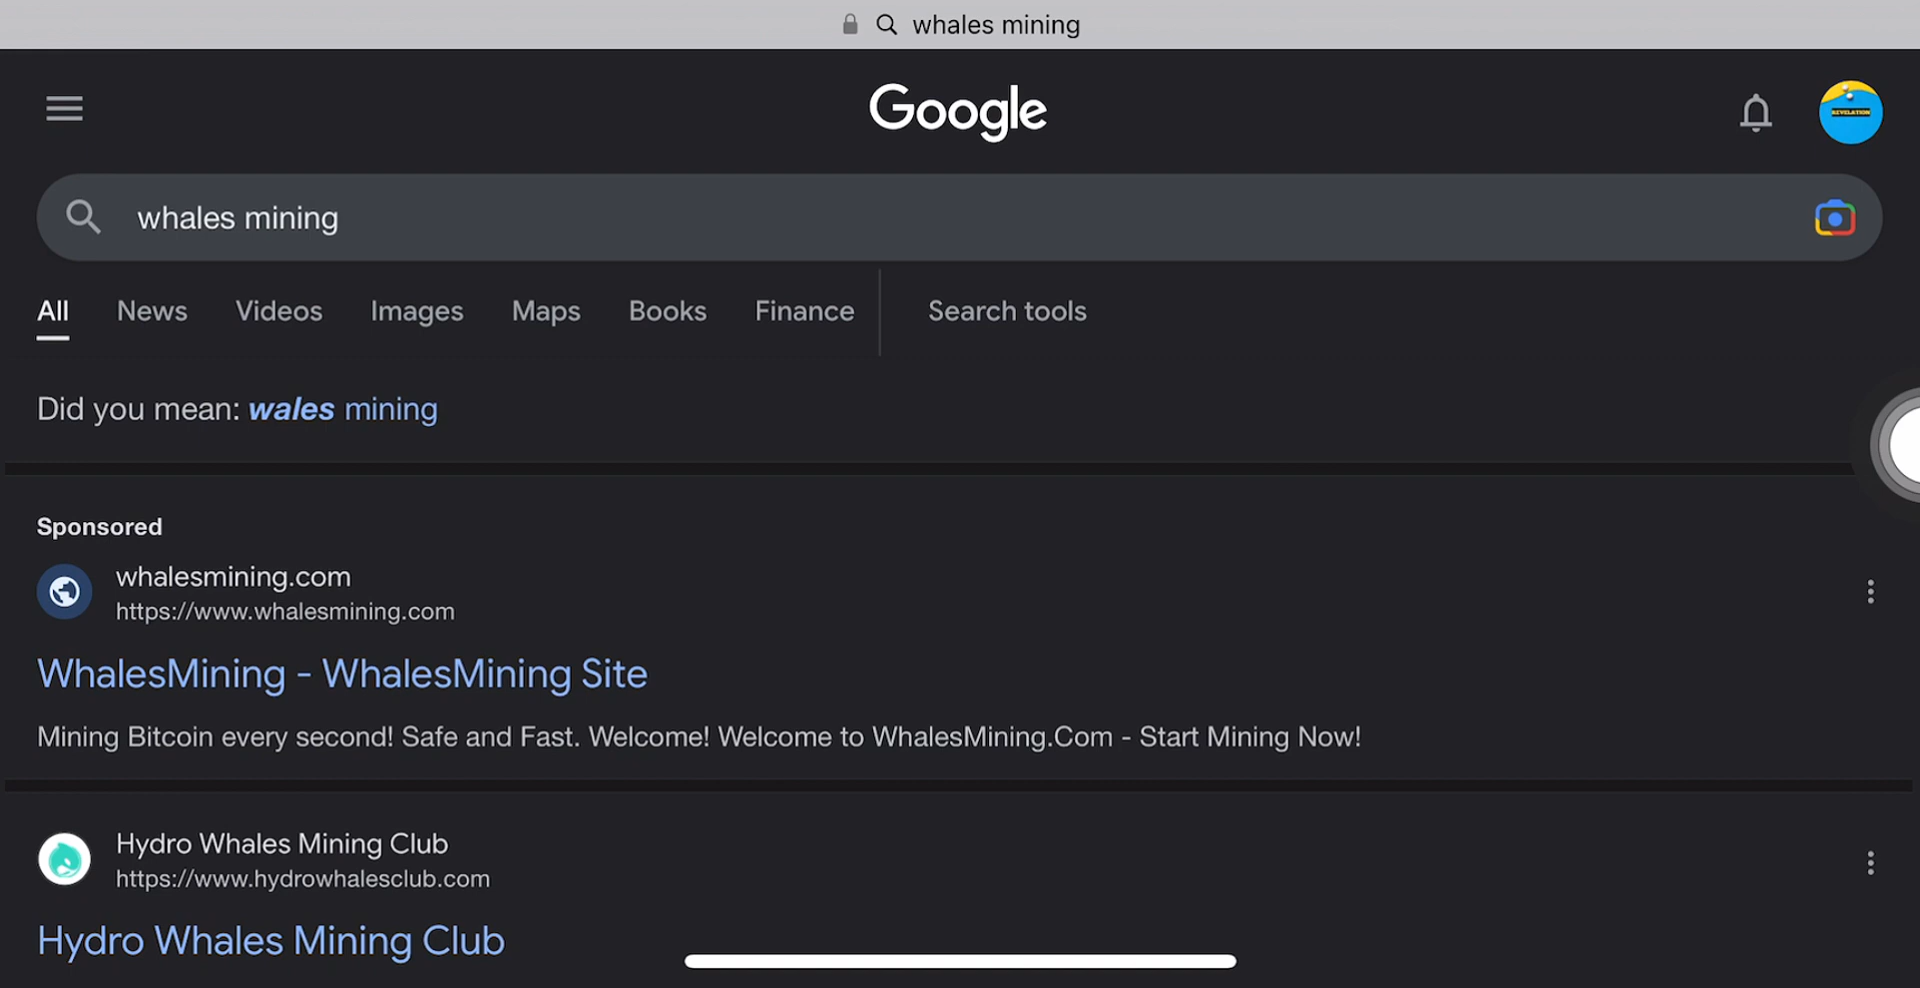 whales mining
Google
REVELATION
whales mining
All News Videos Images Maps Books Finance Search tools
Did you mean: wales mining
Sponsored
whalesmining.com
https://www.whalesmining.com
WhalesMining - WhalesMining Site
Mining Bitcoin every second! Safe and Fast. Welcome! Welcome to WhalesMining.Com - Start Mining Now!
Hydro Whales Mining Club
https://www.hydrowhalesclub.com
Hydro Whales Mining Club